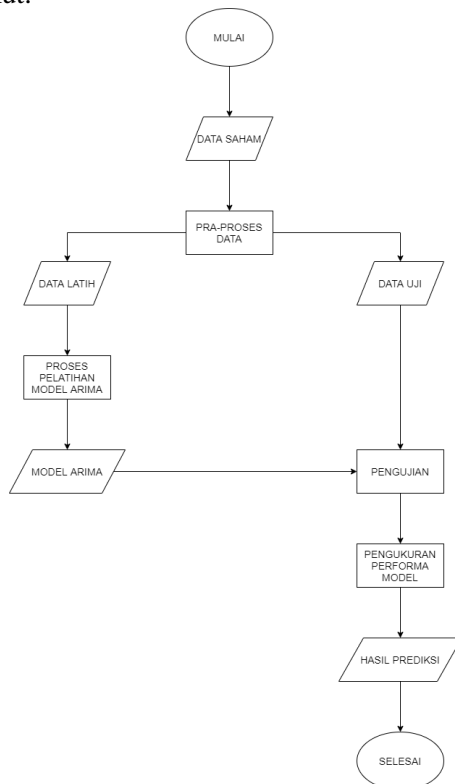 MULAI
DATA SAHAM
PRA-PROSES
DATA
DATA LATIH
DATA UJI
PROSES
PELATIHAN
MODEL ARIMA
MODEL ARIMA
PENGUJIAN
PENGUKURAN
PERFORMA
MODEL
HASIL PREDIKSI
SELESAI